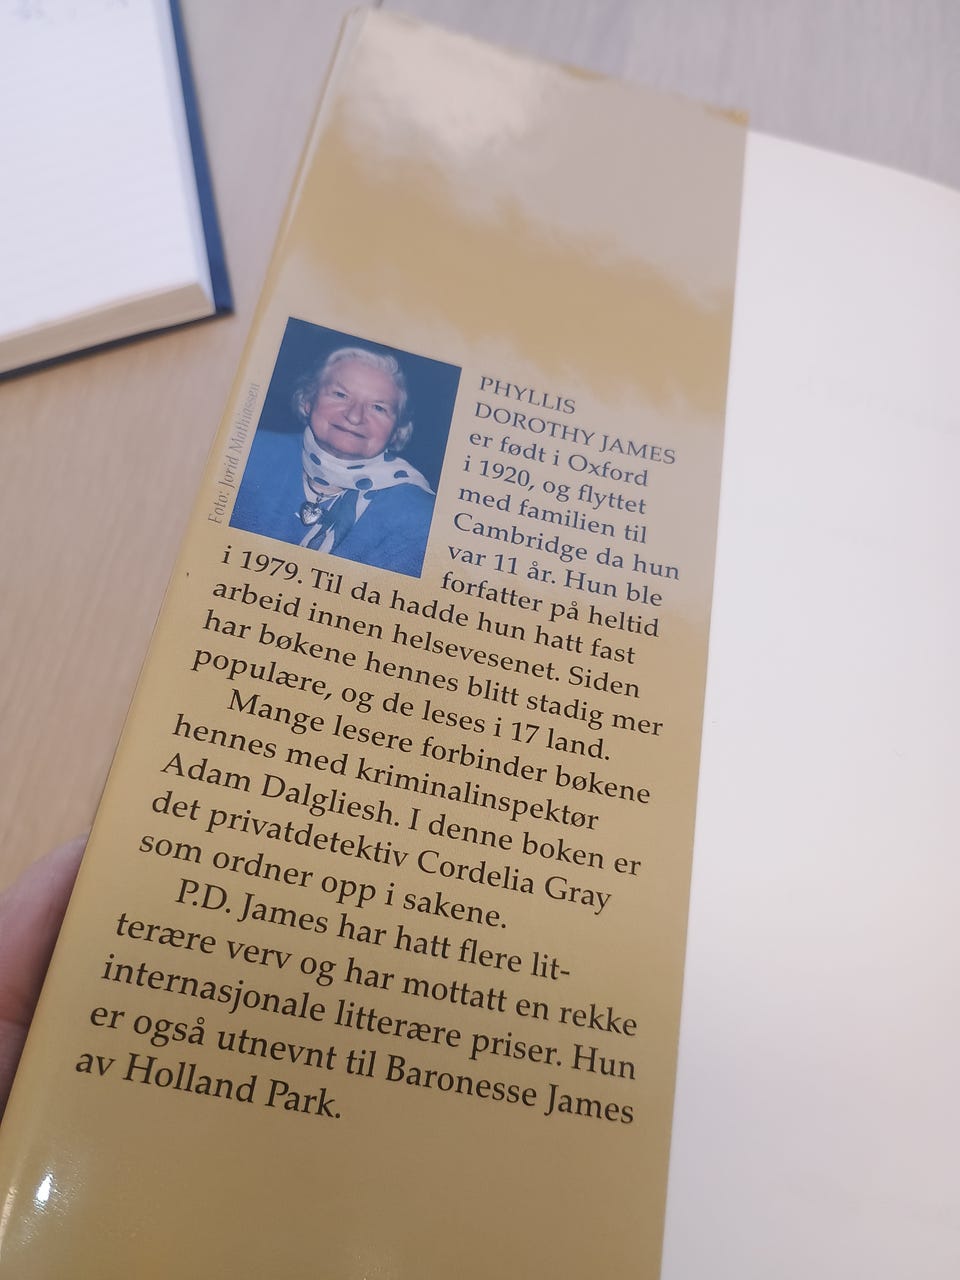 Foto: Jorid Mathiassen
PHYLLIS
DOROTHY JAMES
er født i Oxford
i 1920, og flyttet
med familien til
Cambridge da hun
var 11 år. Hun ble
forfatter på heltid
i 1979. Til da hadde hun hatt fast
arbeid innen helsevesenet. Siden
har bøkene hennes blitt stadig mer
populære, og de leses i 17 land.
Mange lesere forbinder bøkene
hennes med kriminalinspektør
Adam Dalgliesh. I denne boken er
det privatdetektiv Cordelia Gray
som ordner opp i sakene.
P.D. James har hatt flere lit-
terære verv og har mottatt en rekke
internasjonale litterære priser. Hun
er også utnevnt til Baronesse James
av Holland Park.